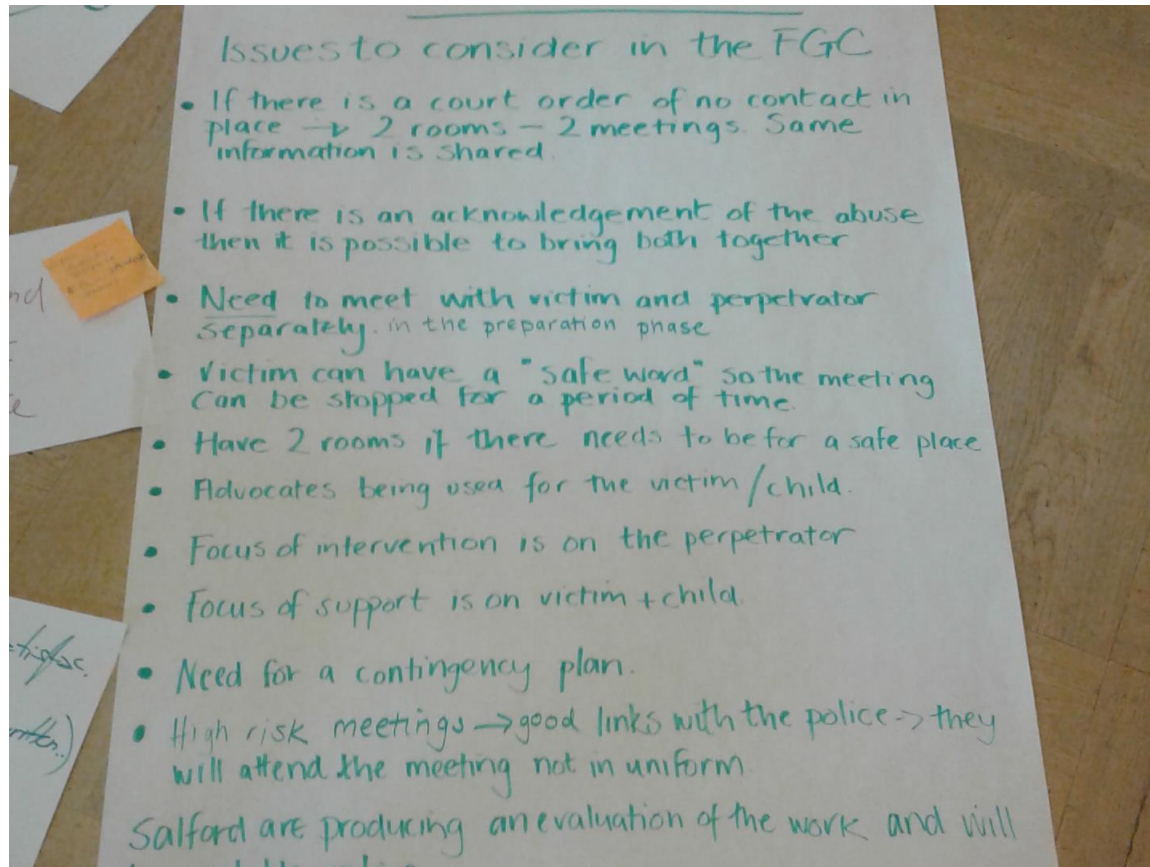 Issues to consider in the FGC
• If there is a court order of no contact in
place → 2 rooms - 2 meetings. Same
information is shared.
• If there is an acknowledgement of the abuse
then it is possible to bring both together
• Need to meet with victim and perpetrator
separately. in the preparation phase
• Victim can have a "safe word" so the meeting
can be stopped for a period of time.
• Have 2 rooms if there needs to be for a safe place
• Advocates being used for the victim/child.
• Focus of intervention is on the perpetrator
• Focus of support is on victim + child.
• Need for a contingency plan.
• High risk meetings → good links with the police -> they
will attend the meeting not in uniform.
Salford are producing an evaluation of the work and will